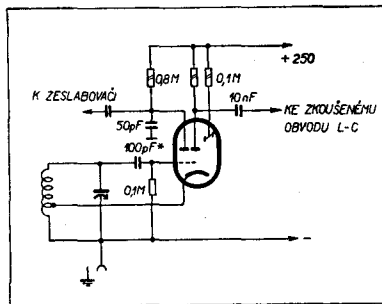 + 250
0,8M
0,1M
K ZESLABOVAČI
10nF
KE ZKOUŠENÉMU
OBVODU L-C
50pF
100pF*
0,1M
-